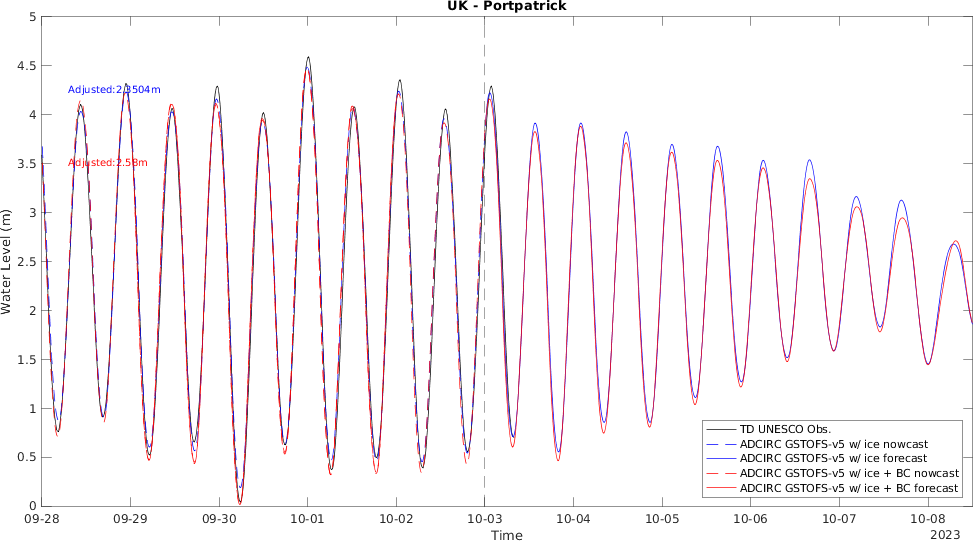 UK - Portpatrick
5
4.5
4
3.5
3
2.5
2
1.5
1
0.5
0
Water Level (m)
Adjusted:2.3504m
Adjusted:2.58m
TD UNESCO Obs.
ADCIRC GSTOFS-v5 w/ ice nowcast
ADCIRC GSTOFS-v5 w/ ice forecast
ADCIRC GSTOFS-v5 w/ ice + BC nowcast
ADCIRC GSTOFS-v5 w/ ice + BC forecast
09-28 09-29 09-30 10-01 10-02 10-03 10-04 10-05 10-06 10-07 10-08
Time
2023